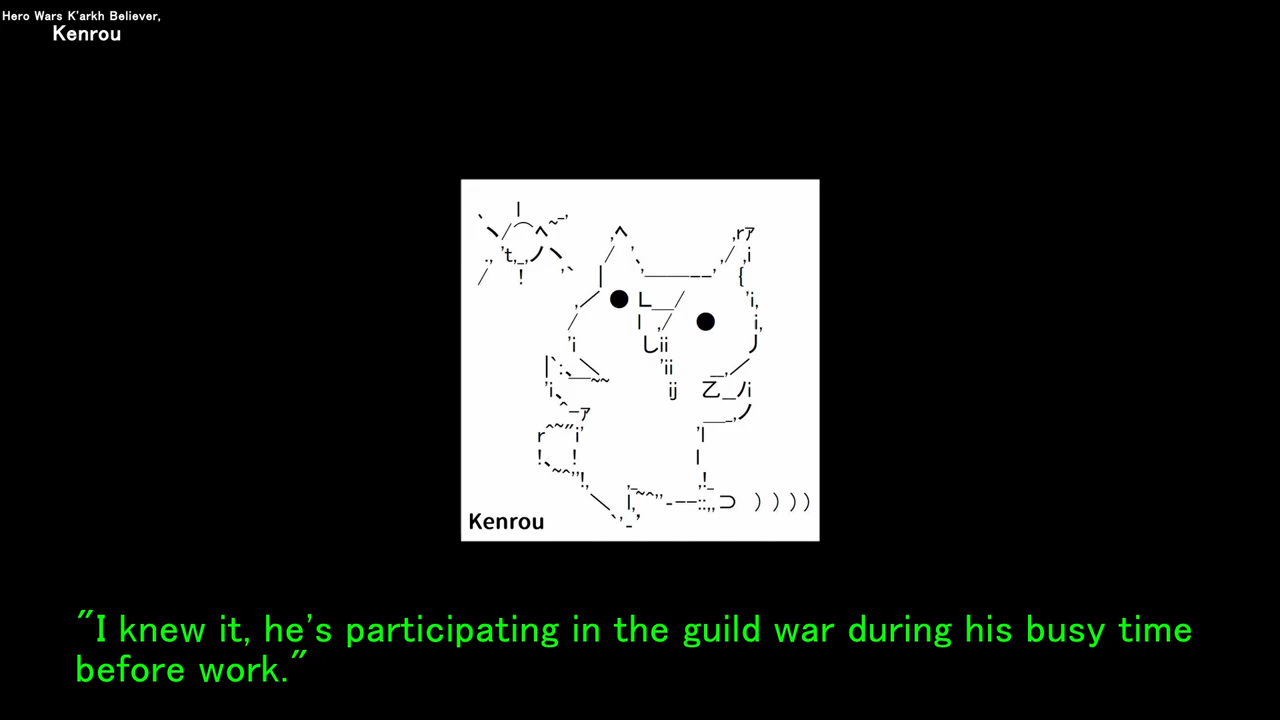 Hero Wars K'arkh Believer,
Kenrou
Kenrou
"I knew it, he's participating in the guild war during his busy time
before work."